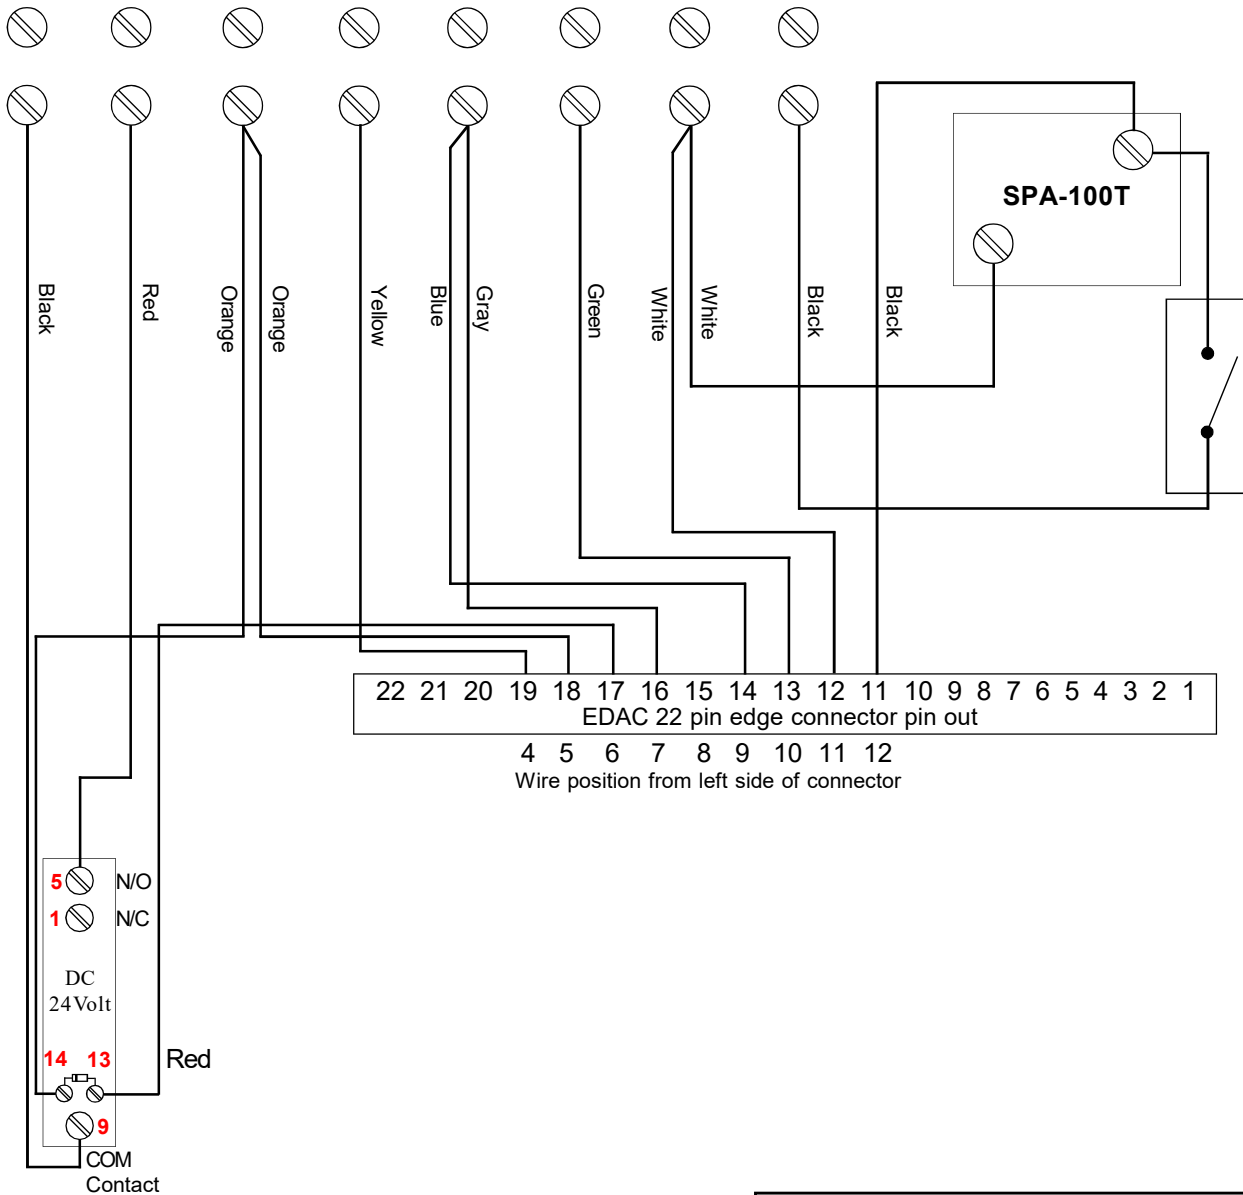 SPA-100T
Black
Red
Orange
Orange
Yellow
Blue
Gray
Green
White
White
Black
Black
22 21 20 19 18 17 16 15 14 13 12 11 10 9 8 7 6 5 4 3 2 1
EDAC 22 pin edge connector pin out
4 5 6 7 8 9 10 11 12
Wire position from left side of connector
5 N/O
1 N/C
DC
24Volt
14 13 Red
9
COM
Contact